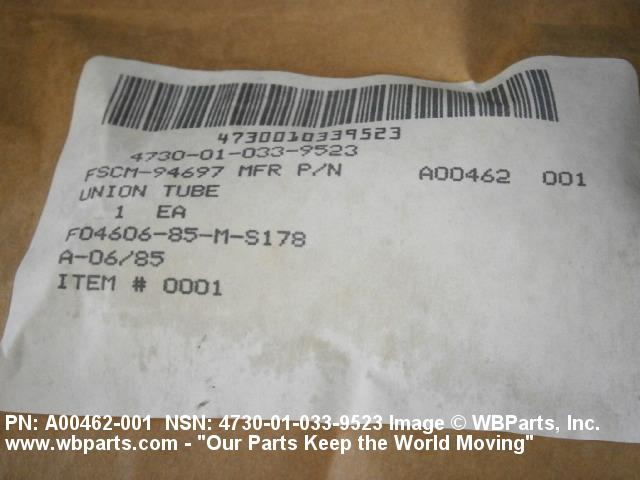 4730010339523
4730-01-033-9523
FSCM-94697 MFR P/N A00462 001
UNION TUBE
1 EA
F04606-85-M-S178
A-06/85
ITEM # 0001
PN: A00462-001 NSN: 4730-01-033-9523 Image © WBParts, Inc.
www.wbparts.com - "Our Parts Keep the World Moving"